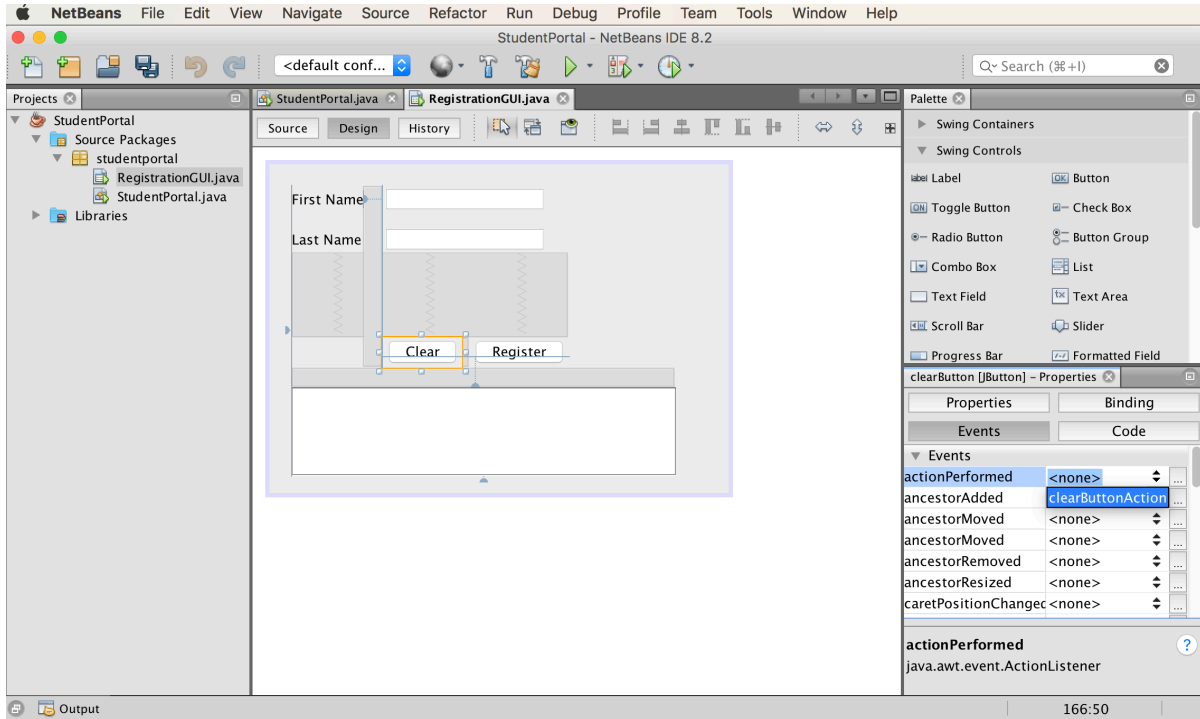 NetBeans File Edit View Navigate Source Refactor Run Debug Profile Team Tools Window Help
StudentPortal - NetBeans IDE 8.2
<default conf... Search (⌘+I)
Projects
StudentPortal
Source Packages
studentportal
RegistrationGUI.java
StudentPortal.java
Libraries
StudentPortal.java RegistrationGUI.java
Source Design History
First Name
Last Name
Clear Register
Palette
Swing Containers
Swing Controls
label Label OK Button
ON Toggle Button Check Box
Radio Button Button Group
Combo Box List
Text Field tx Text Area
Scroll Bar Slider
Progress Bar Formatted Field
clearButton [JButton] - Properties
Properties Binding
Events Code
Events
actionPerformed <none> ...
ancestorAdded clearButtonAction ...
ancestorMoved <none> ...
ancestorMoved <none> ...
ancestorRemoved <none> ...
ancestorResized <none> ...
caretPositionChanged <none> ...
actionPerformed ?
java.awt.event.ActionListener
Output 166:50